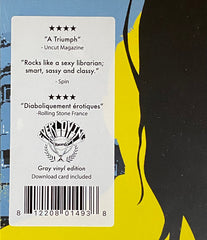 ★★★★
"A Triumph"
- Uncut Magazine
"Rocks like a sexy librarian;
smart, sassy and classy."
- Spin
★★★★
"Diaboliquement érotiques"
-Rolling Stone France
Gray vinyl edition
Download card included
8 12208 01493 8